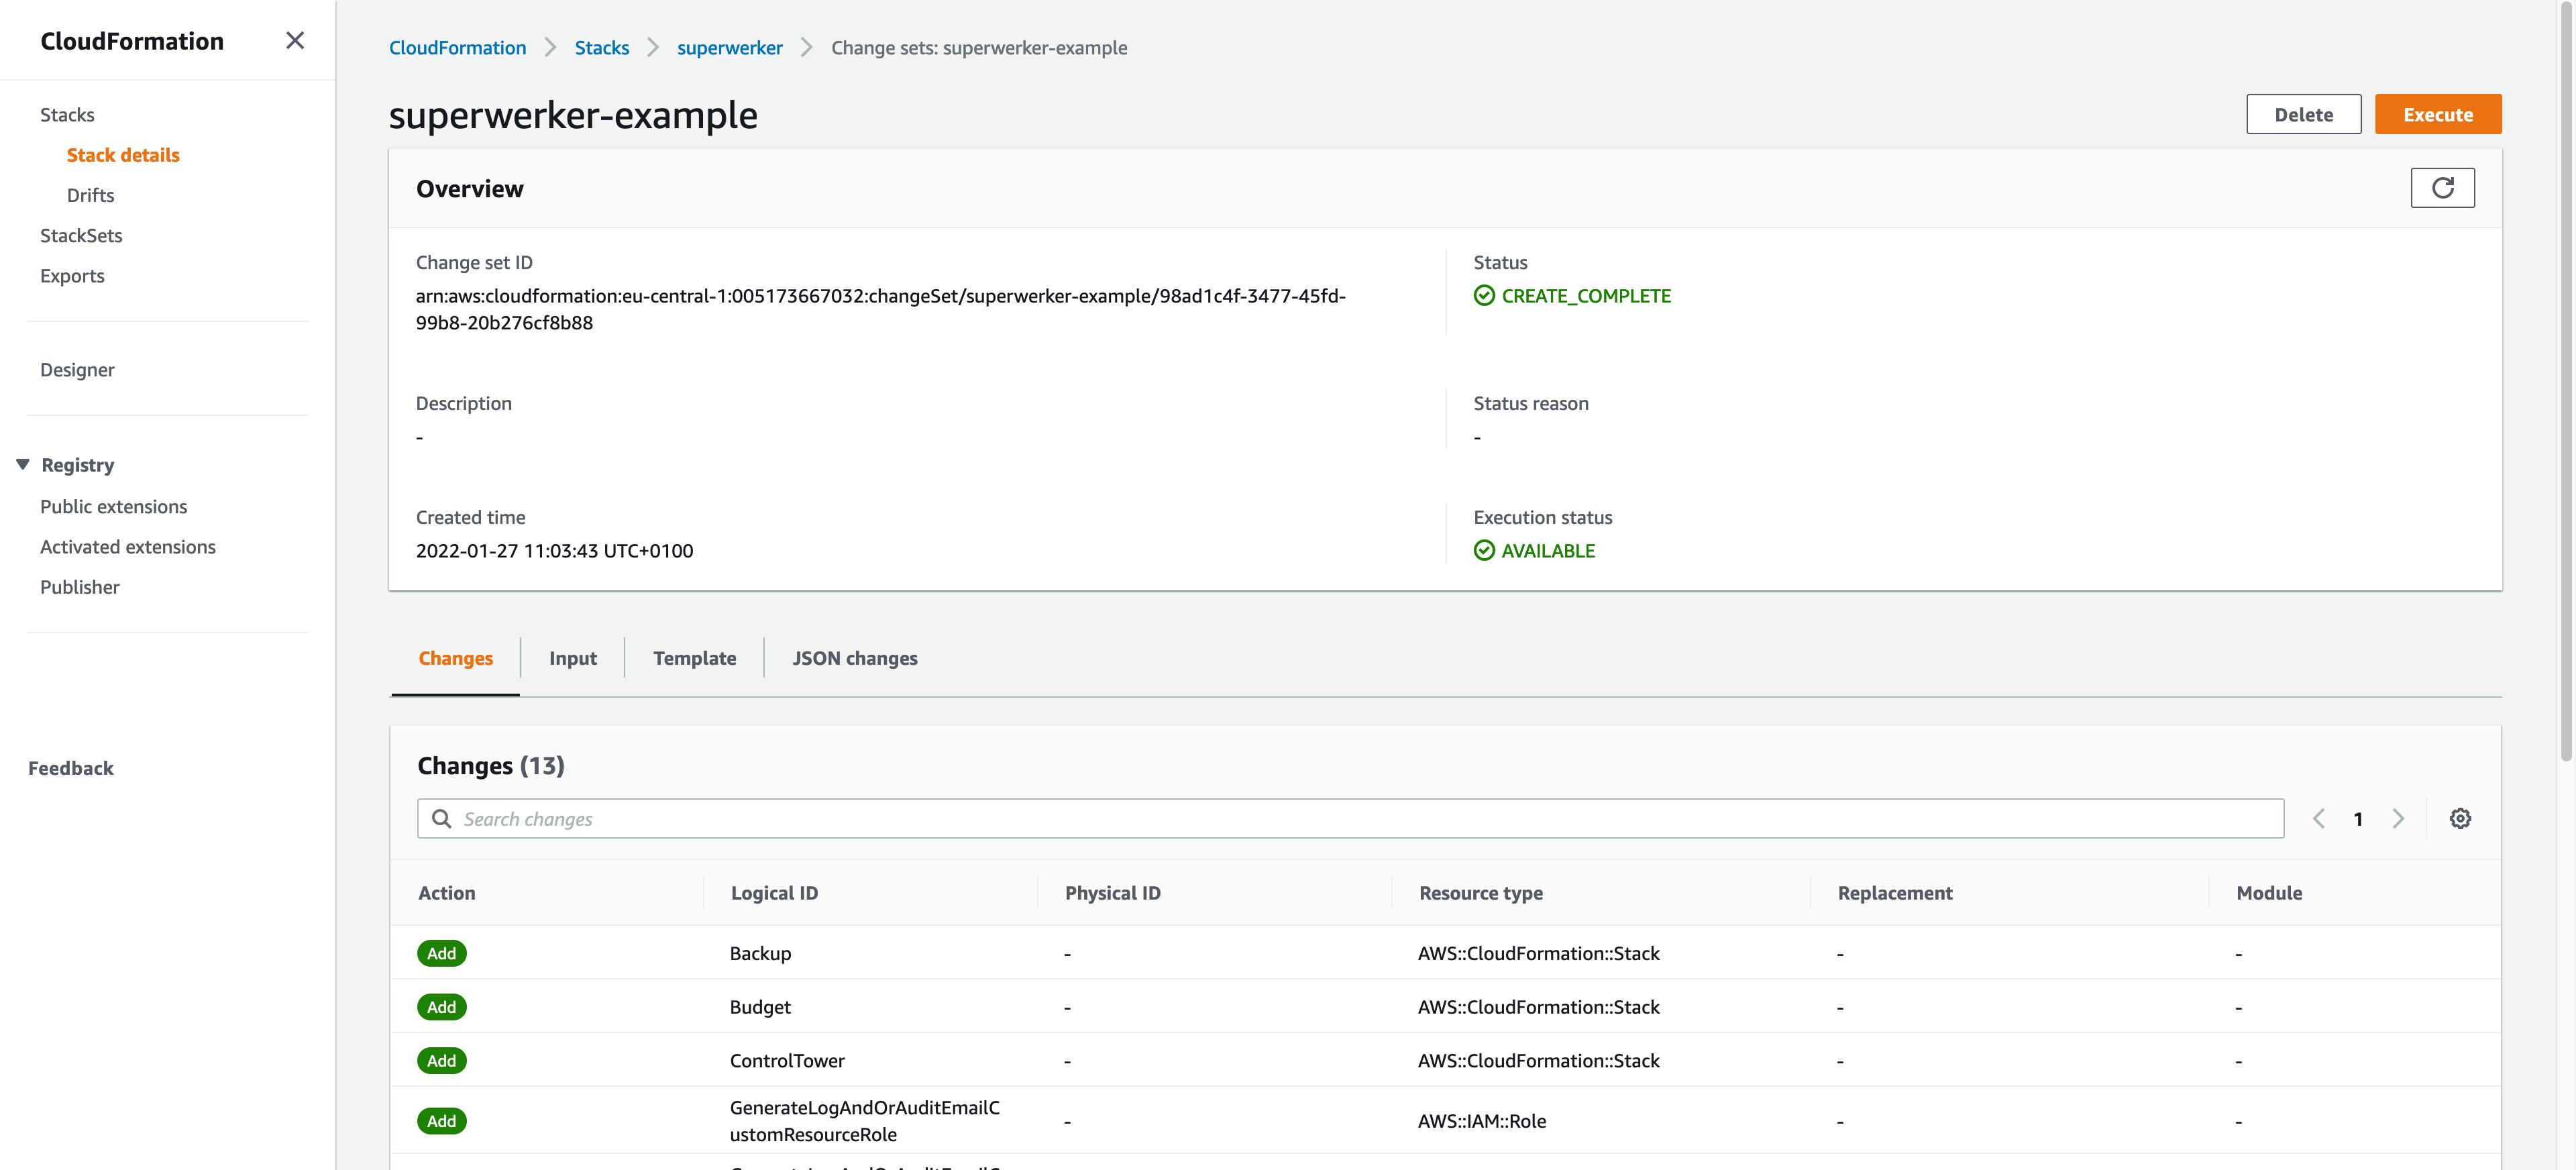 CloudFormation
Stacks
Stack details
Drifts
StackSets
Exports
Designer
Registry
Public extensions
Activated extensions
Publisher
Feedback
CloudFormation Stacks superwerker Change sets: superwerker-example
superwerker-example
Delete Execute
Overview
Change set ID
arn:aws:cloudformation:eu-central-1:005173667032:changeSet/superwerker-example/98ad1c4f-3477-45fd-
99b8-20b276cf8b88
Status
CREATE_COMPLETE
Description
-
Status reason
-
Created time
2022-01-27 11:03:43 UTC+0100
Execution status
AVAILABLE
Changes Input Template JSON changes
Changes (13)
Search changes 1
Action Logical ID Physical ID Resource type Replacement Module
Add Backup - AWS::CloudFormation::Stack - -
Add Budget - AWS::CloudFormation::Stack - -
Add ControlTower - AWS::CloudFormation::Stack - -
Add GenerateLogAndOrAuditEmailC
ustomResourceRole - AWS::IAM::Role - -